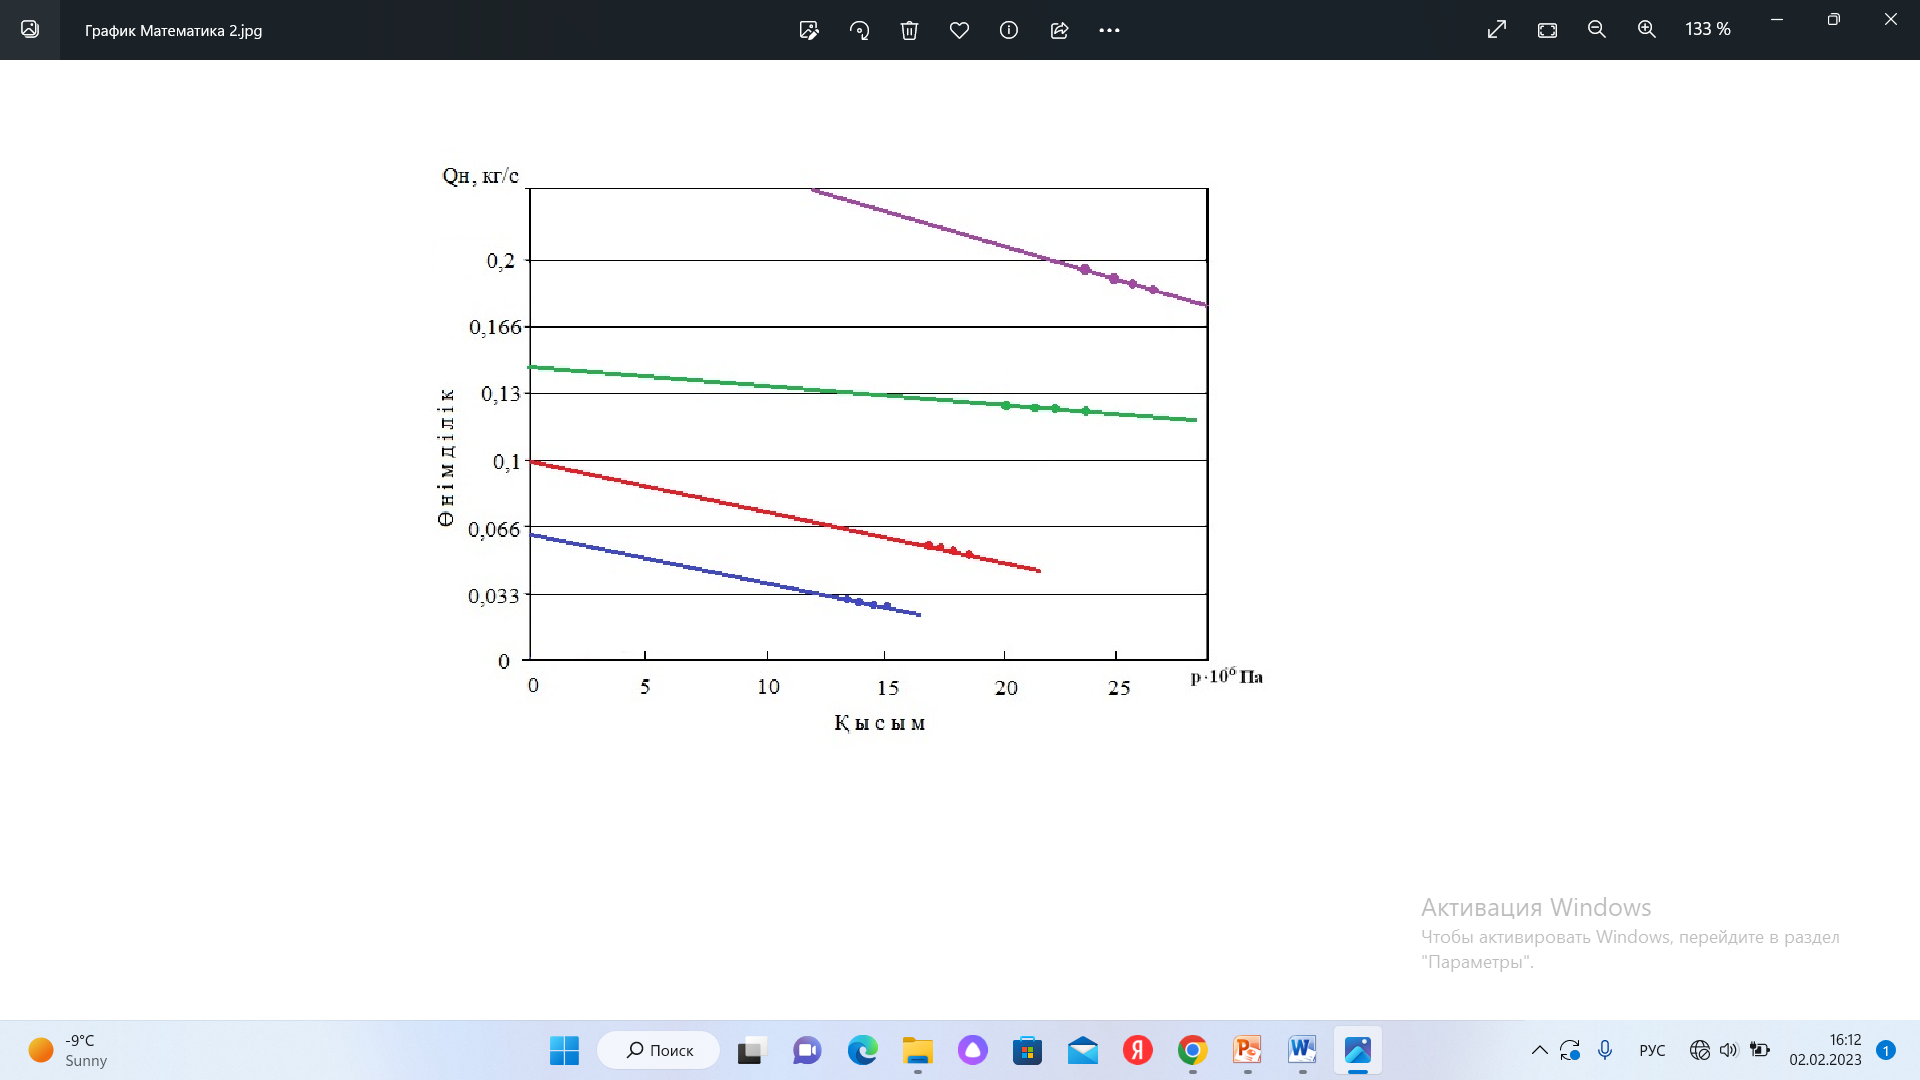 График Математика 2.jpg
133 %
Qн, кг/с
0,2
0,166
0,13
0,1
0,066
0,033
0
Өнімділік
0 5 10 15 20 25
р·10⁶ Па
Қысым
Активация Windows
Чтобы активировать Windows, перейдите в раздел
"Параметры".
-9°C
Sunny
Поиск
РУС
16:12
02.02.2023
1